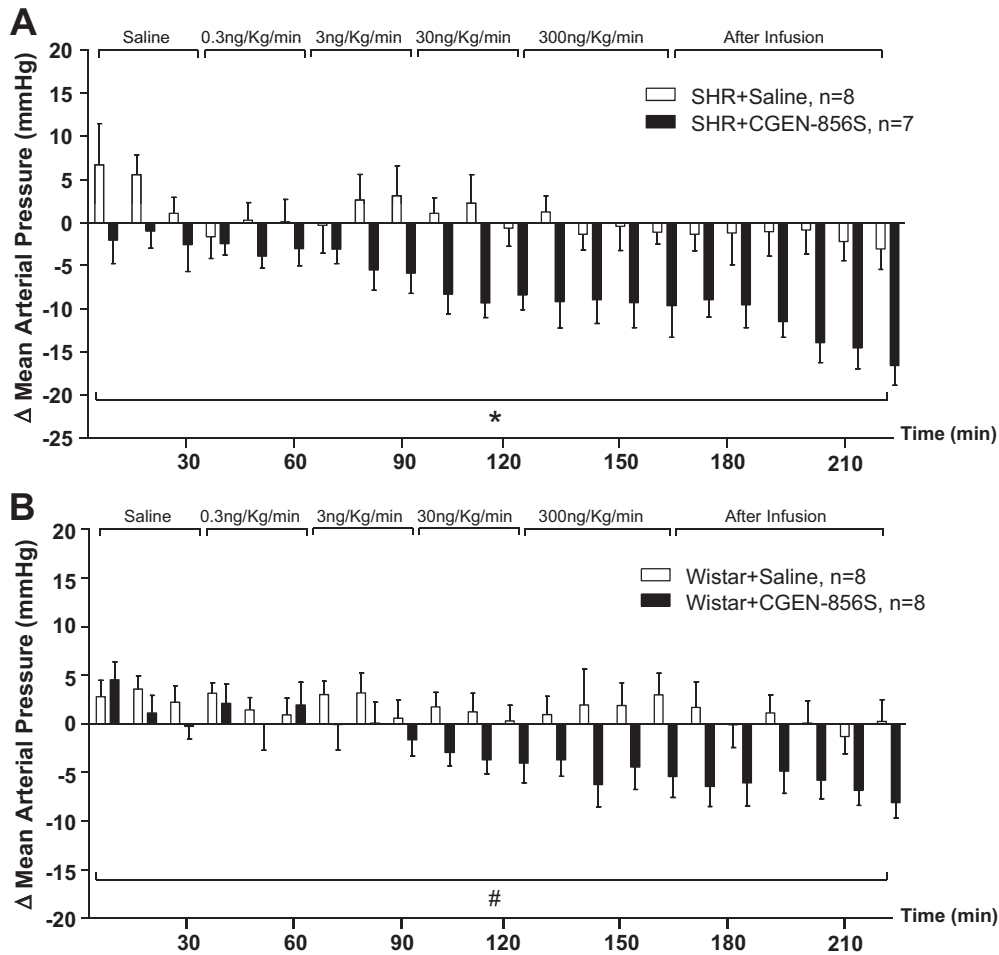 A
Saline 0.3ng/Kg/min 3ng/Kg/min 30ng/Kg/min 300ng/Kg/min After Infusion
Δ Mean Arterial Pressure (mmHg)
20
15
10
5
0
-5
-10
-15
-20
-25
SHR+Saline, n=8
SHR+CGEN-856S, n=7
*
Time (min)
30 60 90 120 150 180 210
B
Saline 0.3ng/Kg/min 3ng/Kg/min 30ng/Kg/min 300ng/Kg/min After Infusion
Δ Mean Arterial Pressure (mmHg)
20
15
10
5
0
-5
-10
-15
-20
Wistar+Saline, n=8
Wistar+CGEN-856S, n=8
#
Time (min)
30 60 90 120 150 180 210